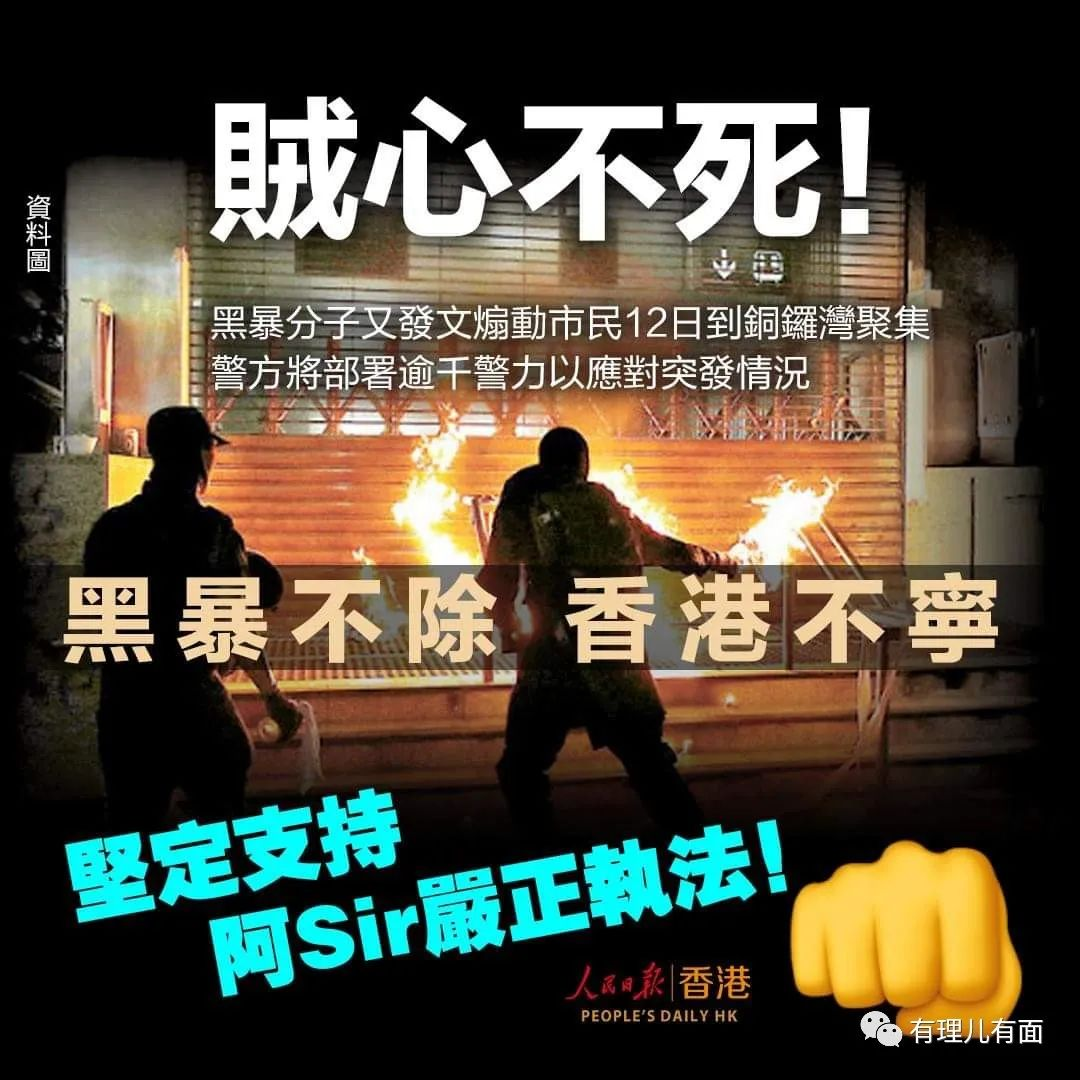 賊心不死!
資料圖
黑暴分子又發文煽動市民12日到銅鑼灣聚集
警方將部署逾千警力以應對突發情況
黑暴不除 香港不寧
堅定支持
阿Sir嚴正執法!
人民日報|香港
PEOPLE'S DAILY HK
有理儿有面